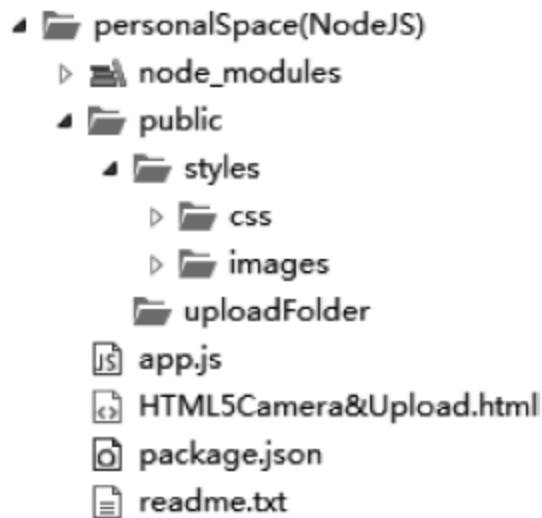 personalSpace(NodeJS)
node_modules
public
styles
css
images
uploadFolder
app.js
HTML5Camera&Upload.html
package.json
readme.txt